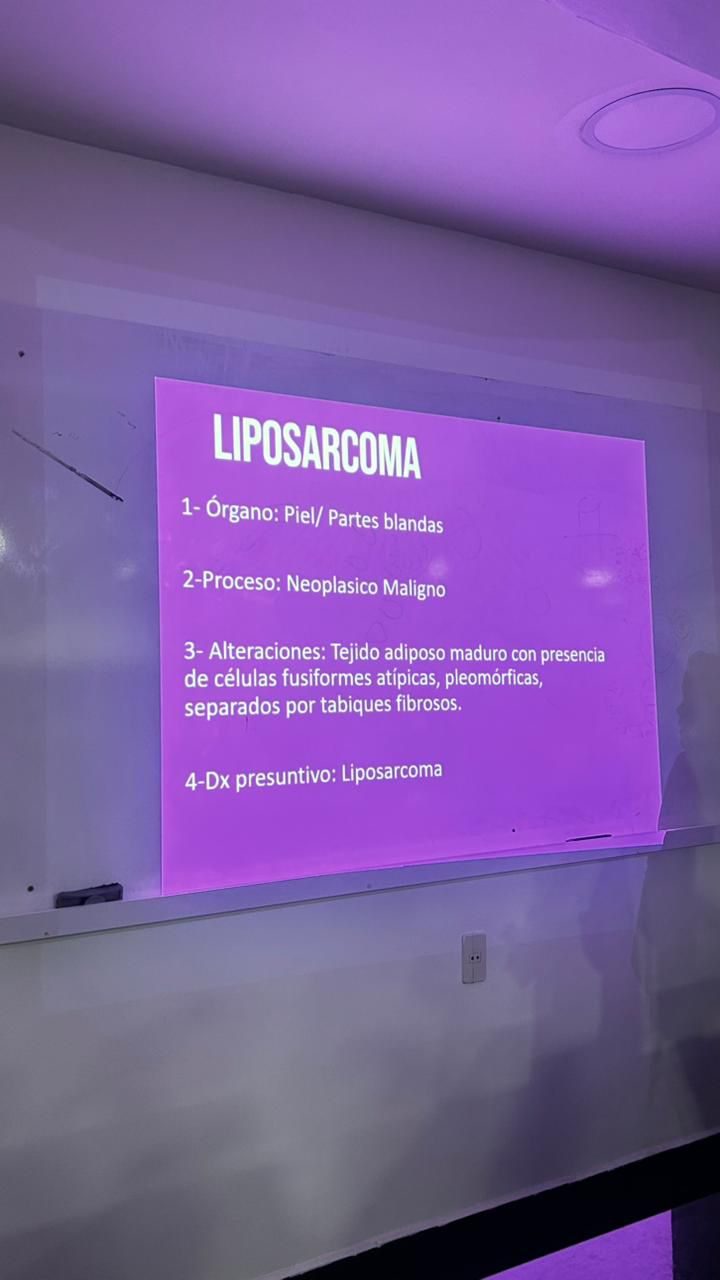 LIPOSARCOMA
1- Órgano: Piel/ Partes blandas
2-Proceso: Neoplasico Maligno
3- Alteraciones: Tejido adiposo maduro con presencia
de células fusiformes atípicas, pleomórficas,
separados por tabiques fibrosos.
4-Dx presuntivo: Liposarcoma